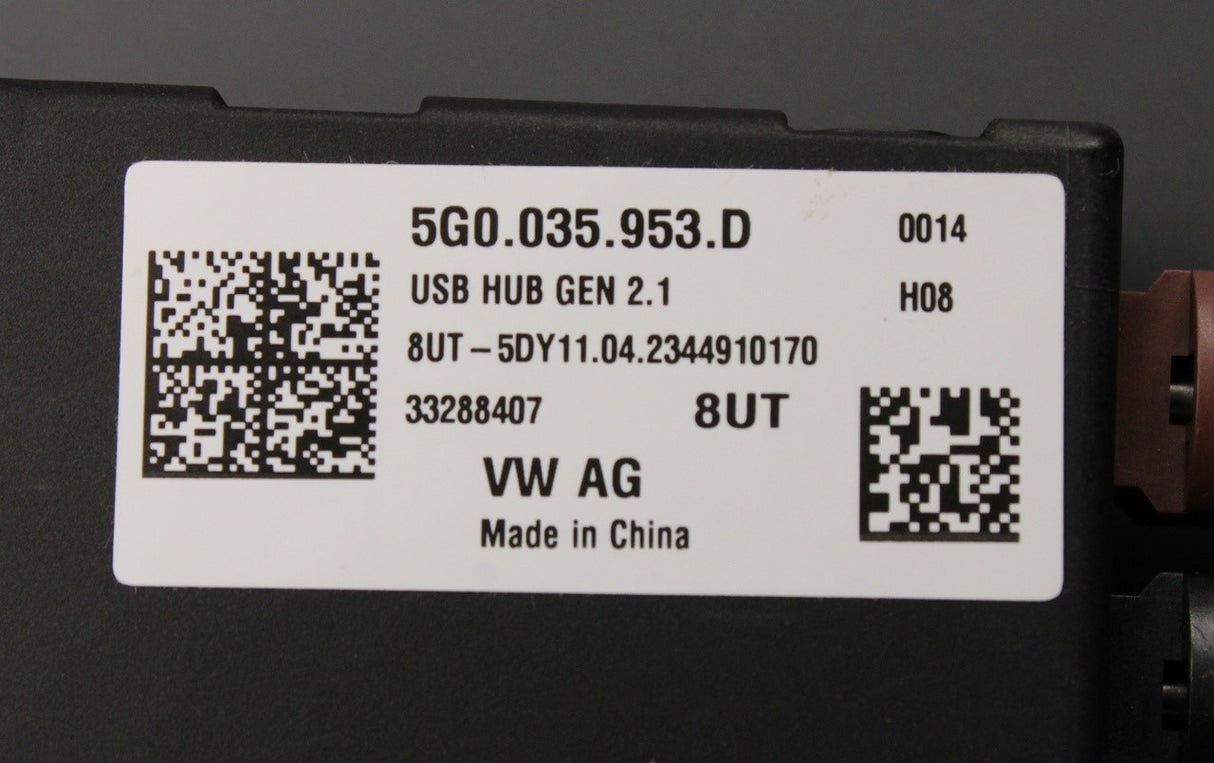 5G0.035.953.D 0014
USB HUB GEN 2.1 H08
8UT – 5DY11.04.2344910170
33288407 8UT
VW AG
Made in China